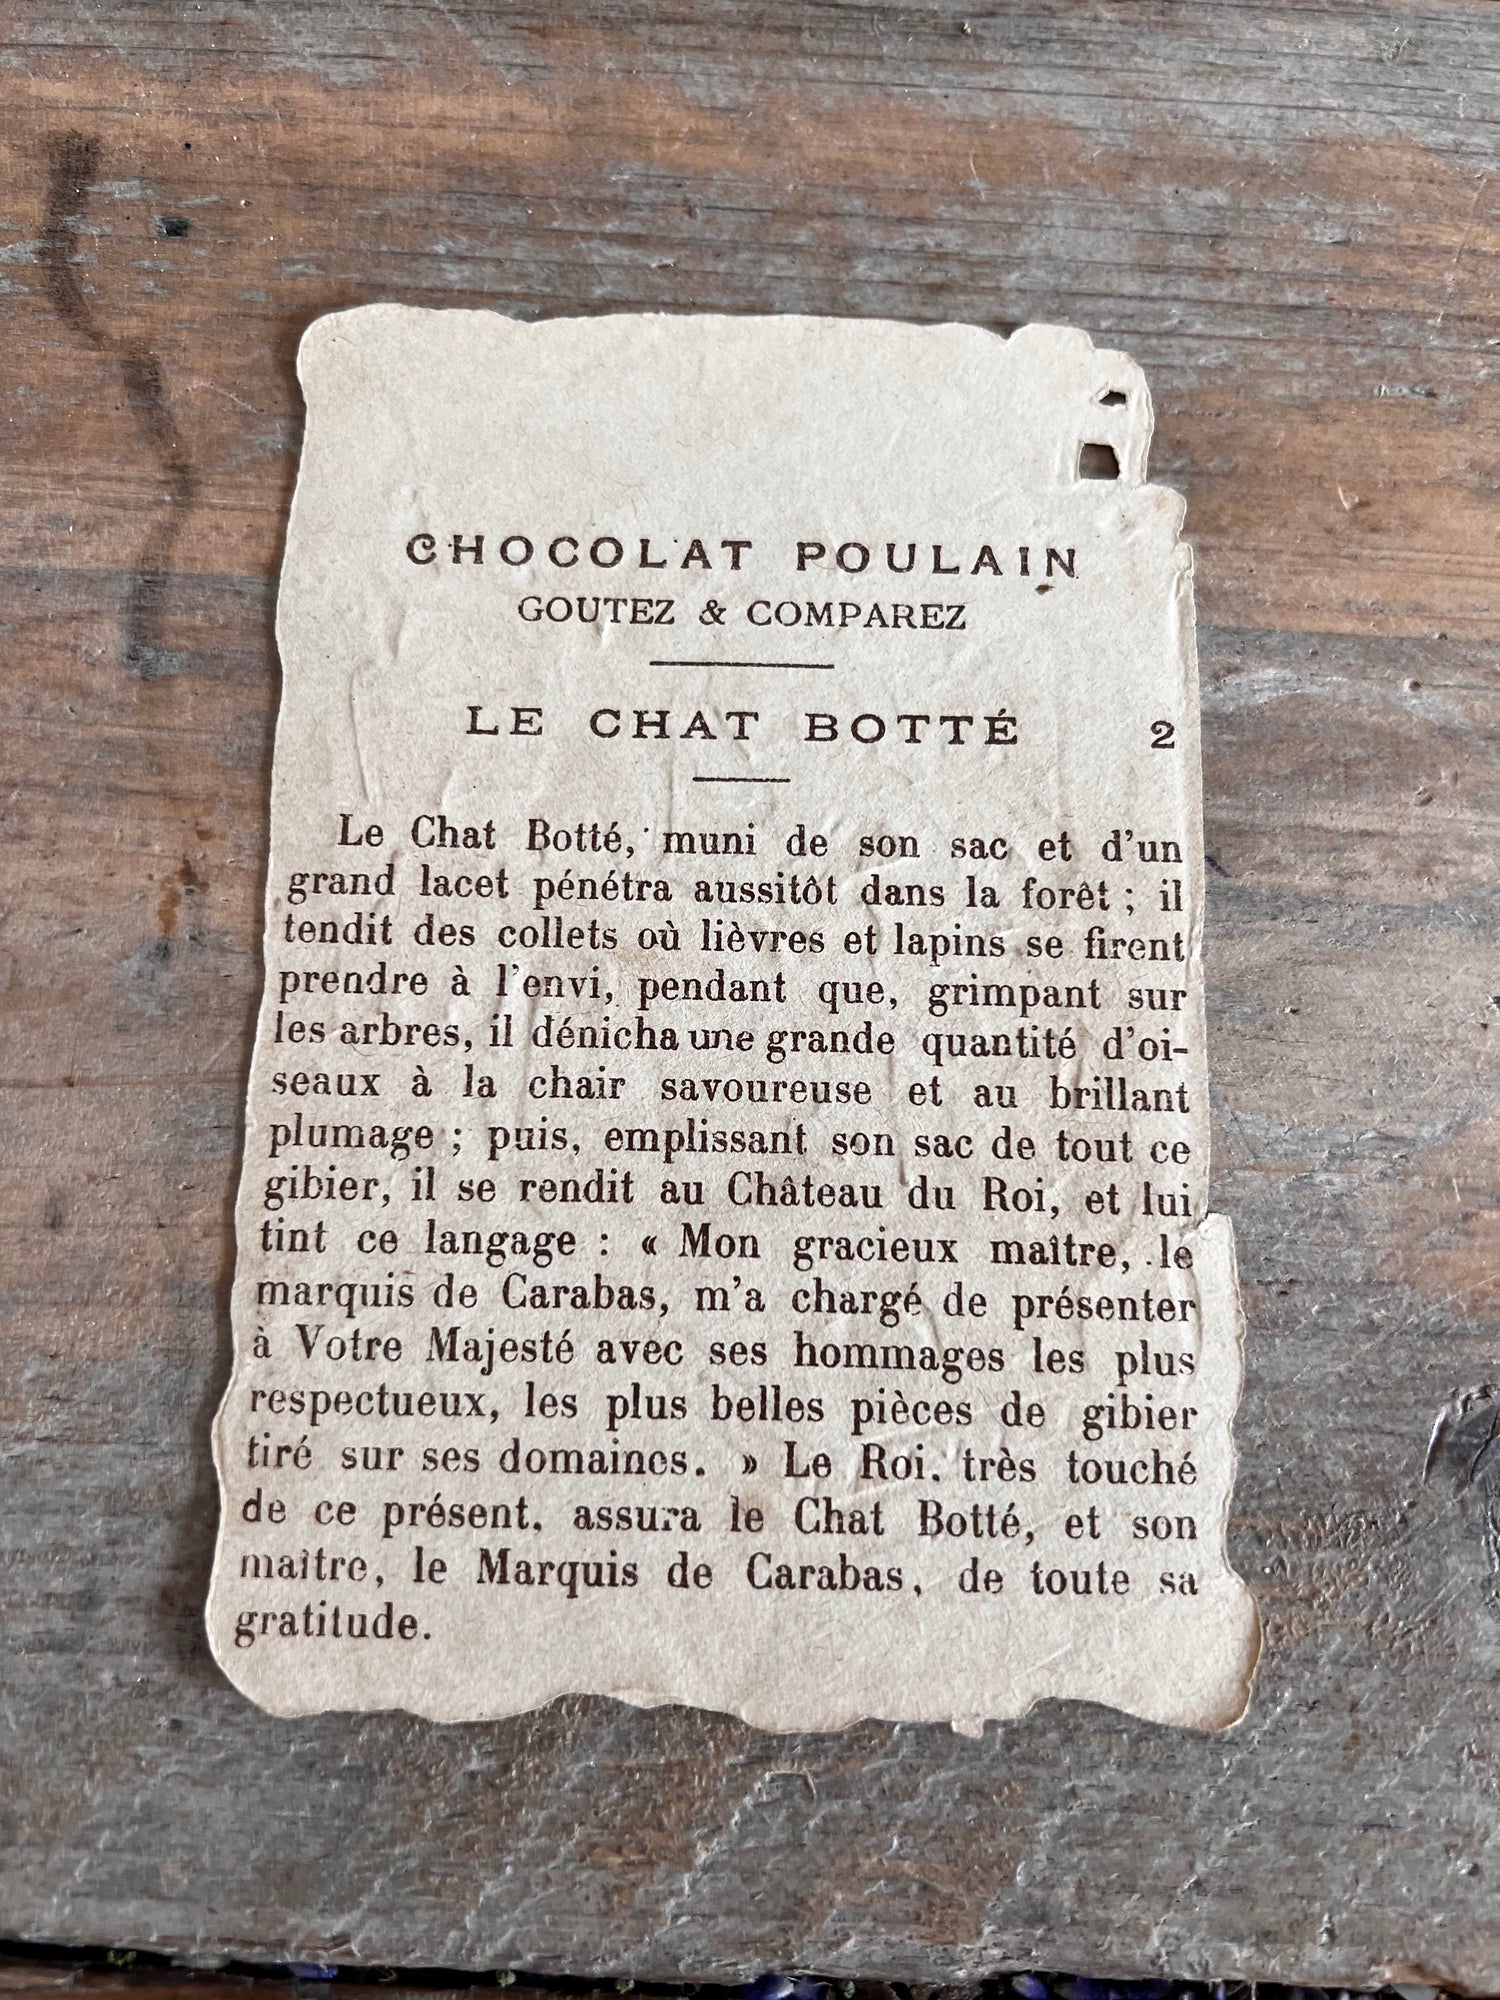 CHOCOLAT POULAIN
GOUTEZ & COMPAREZ
LE CHAT BOTTÉ 2
Le Chat Botté, muni de son sac et d'un
grand lacet pénétra aussitôt dans la forêt ; il
tendit des collets où lièvres et lapins se firent
prendre à l'envi, pendant que, grimpant sur
les arbres, il dénicha une grande quantité d'oi-
seaux à la chair savoureuse et au brillant
plumage ; puis, emplissant son sac de tout ce
gibier, il se rendit au Château du Roi, et lui
tint ce langage : « Mon gracieux maître, le
marquis de Carabas, m'a chargé de présenter
à Votre Majesté avec ses hommages les plus
respectueux, les plus belles pièces de gibier
tiré sur ses domaines. » Le Roi, très touché
de ce présent, assura le Chat Botté, et son
maître, le Marquis de Carabas, de toute sa
gratitude.